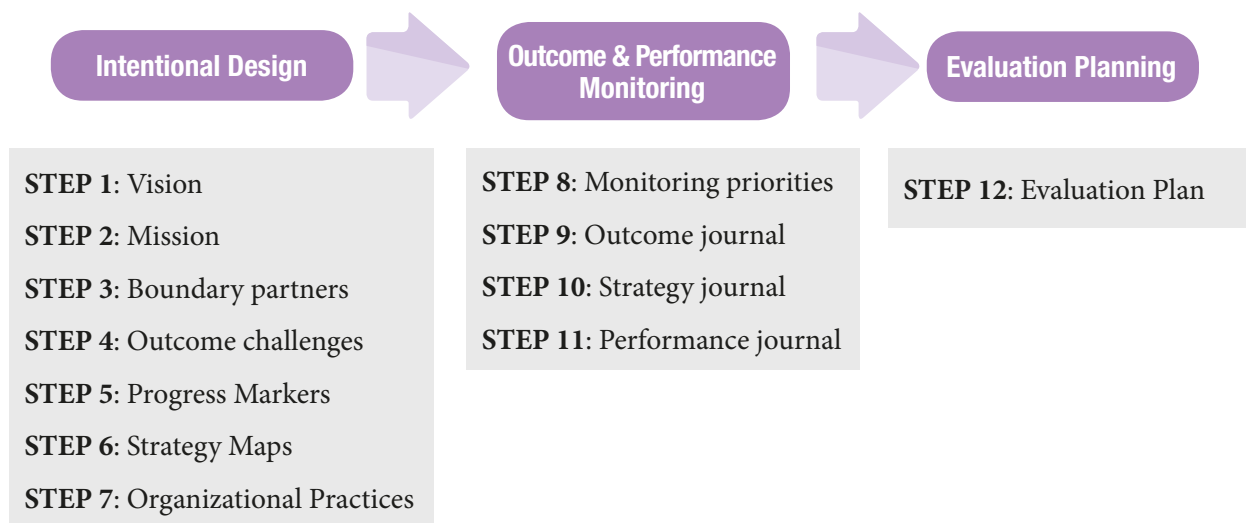 Intentional Design
Outcome & Performance
Monitoring
Evaluation Planning
STEP 1: Vision
STEP 2: Mission
STEP 3: Boundary partners
STEP 4: Outcome challenges
STEP 5: Progress Markers
STEP 6: Strategy Maps
STEP 7: Organizational Practices
STEP 8: Monitoring priorities
STEP 9: Outcome journal
STEP 10: Strategy journal
STEP 11: Performance journal
STEP 12: Evaluation Plan